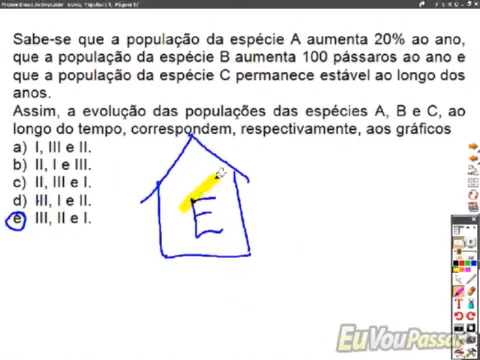 Sabe-se que a população da espécie A aumenta 20% ao ano,
que a população da espécie B aumenta 100 pássaros ao ano e
que a população da espécie C permanece estável ao longo dos
anos.
Assim, a evolução das populações das espécies A, B e C, ao
longo do tempo, correspondem, respectivamente, aos gráficos
a) I, III e II.
b) II, I e III.
c) II, III e I.
d) III, I e II.
e) III, II e I.
E
EuVouPassar